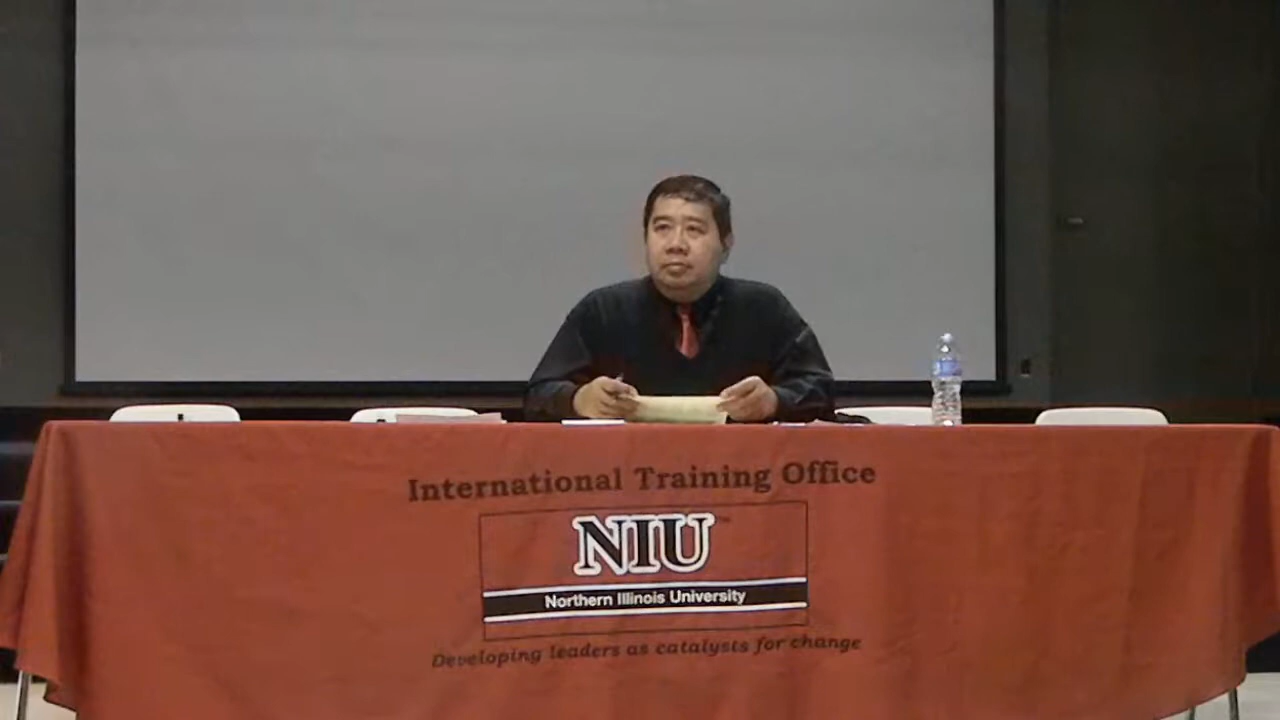 International Training Office
NIU
Northern Illinois University
Developing leaders as catalysts for change